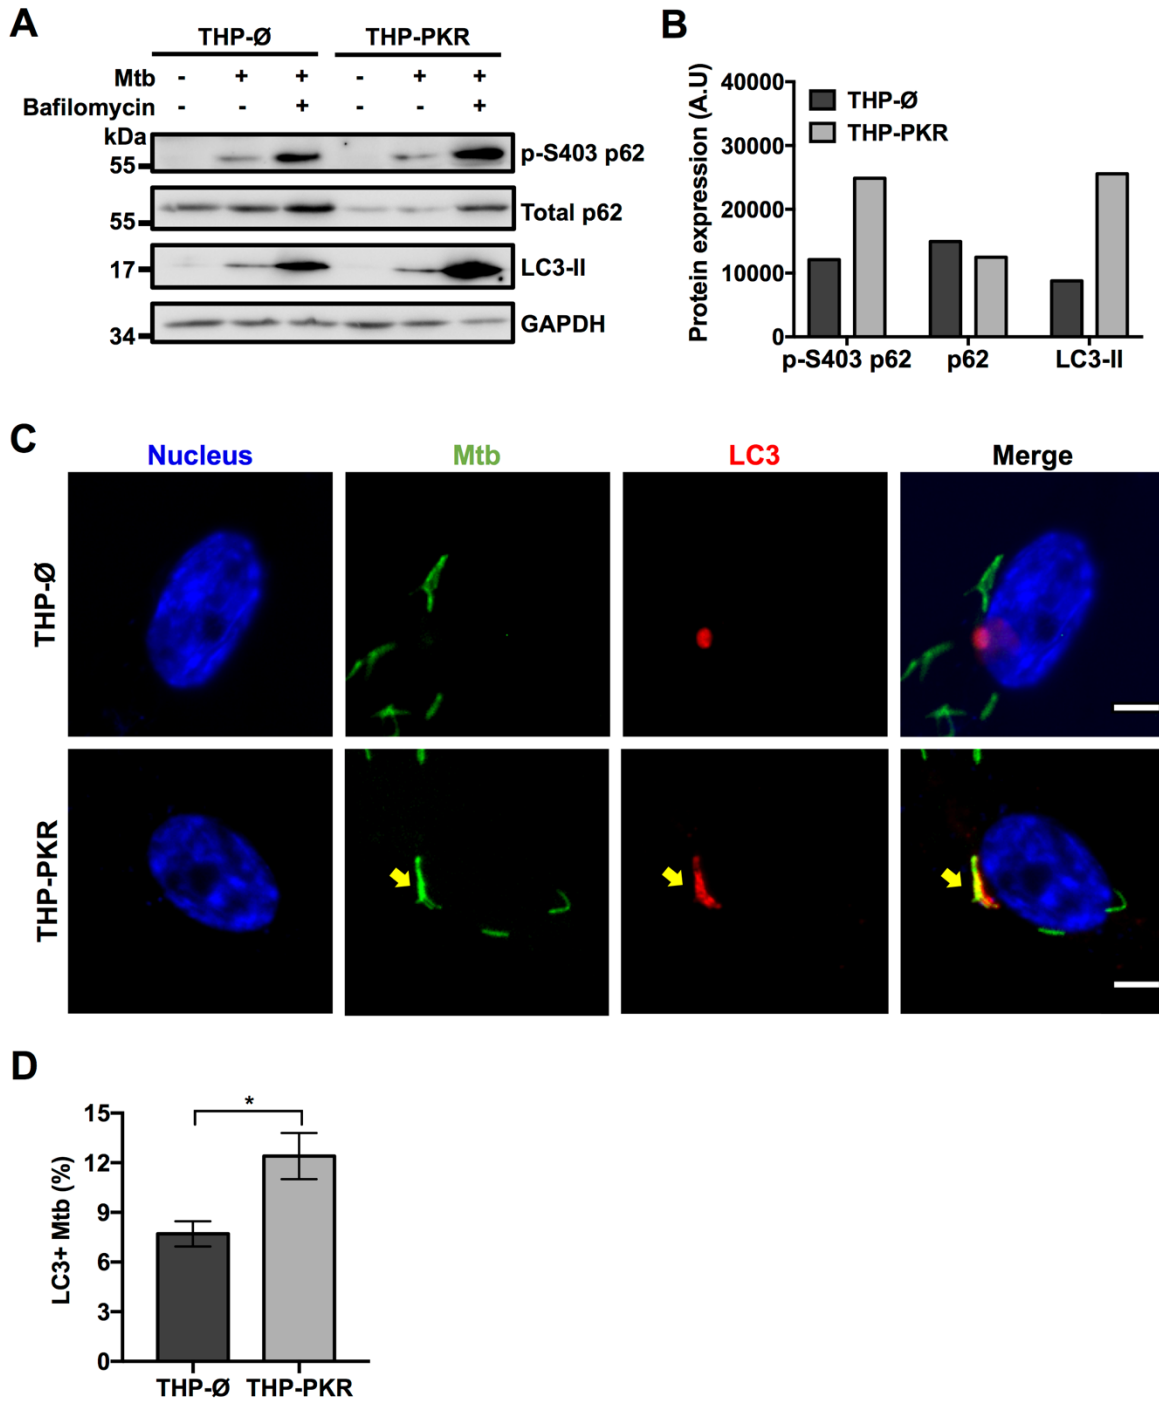 A
THP-Ø THP-PKR
Mtb - + + - + +
Bafilomycin - - + - - +
kDa
55 p-S403 p62
55 Total p62
17 LC3-II
34 GAPDH
B
Protein expression (A.U)
40000
30000
20000
10000
0
THP-Ø
THP-PKR
p-S403 p62 p62 LC3-II
C
Nucleus Mtb LC3 Merge
THP-Ø
THP-PKR
D
LC3+ Mtb (%)
15
12
9
6
3
0
*
THP-Ø THP-PKR